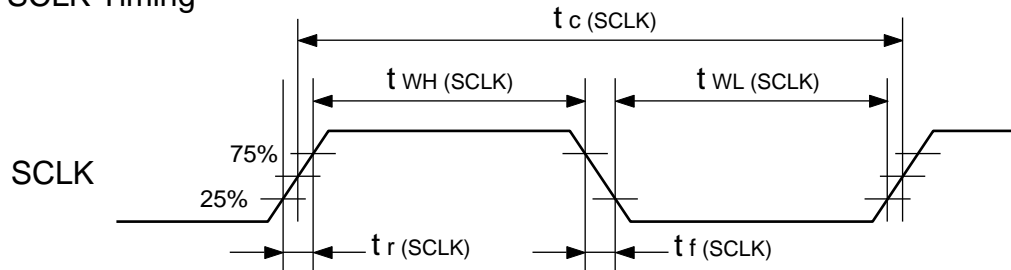 SCLK Timing
t c (SCLK)
t WH (SCLK)
t WL (SCLK)
75%
SCLK
25%
t r (SCLK)
t f (SCLK)